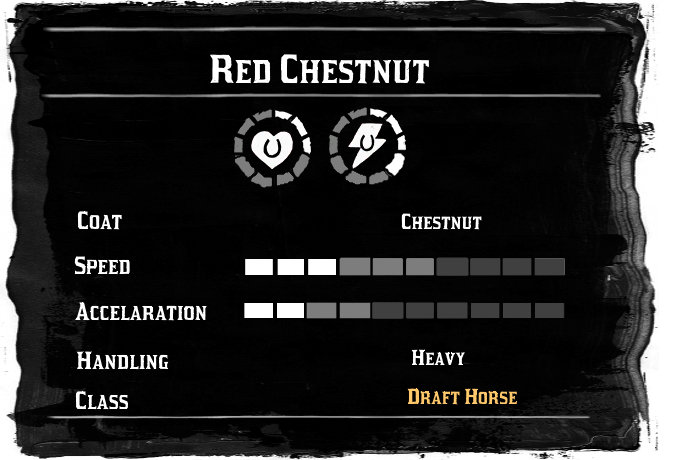 Red Chestnut
Coat Chestnut
Speed
Accelaration
Handling Heavy
Class Draft Horse